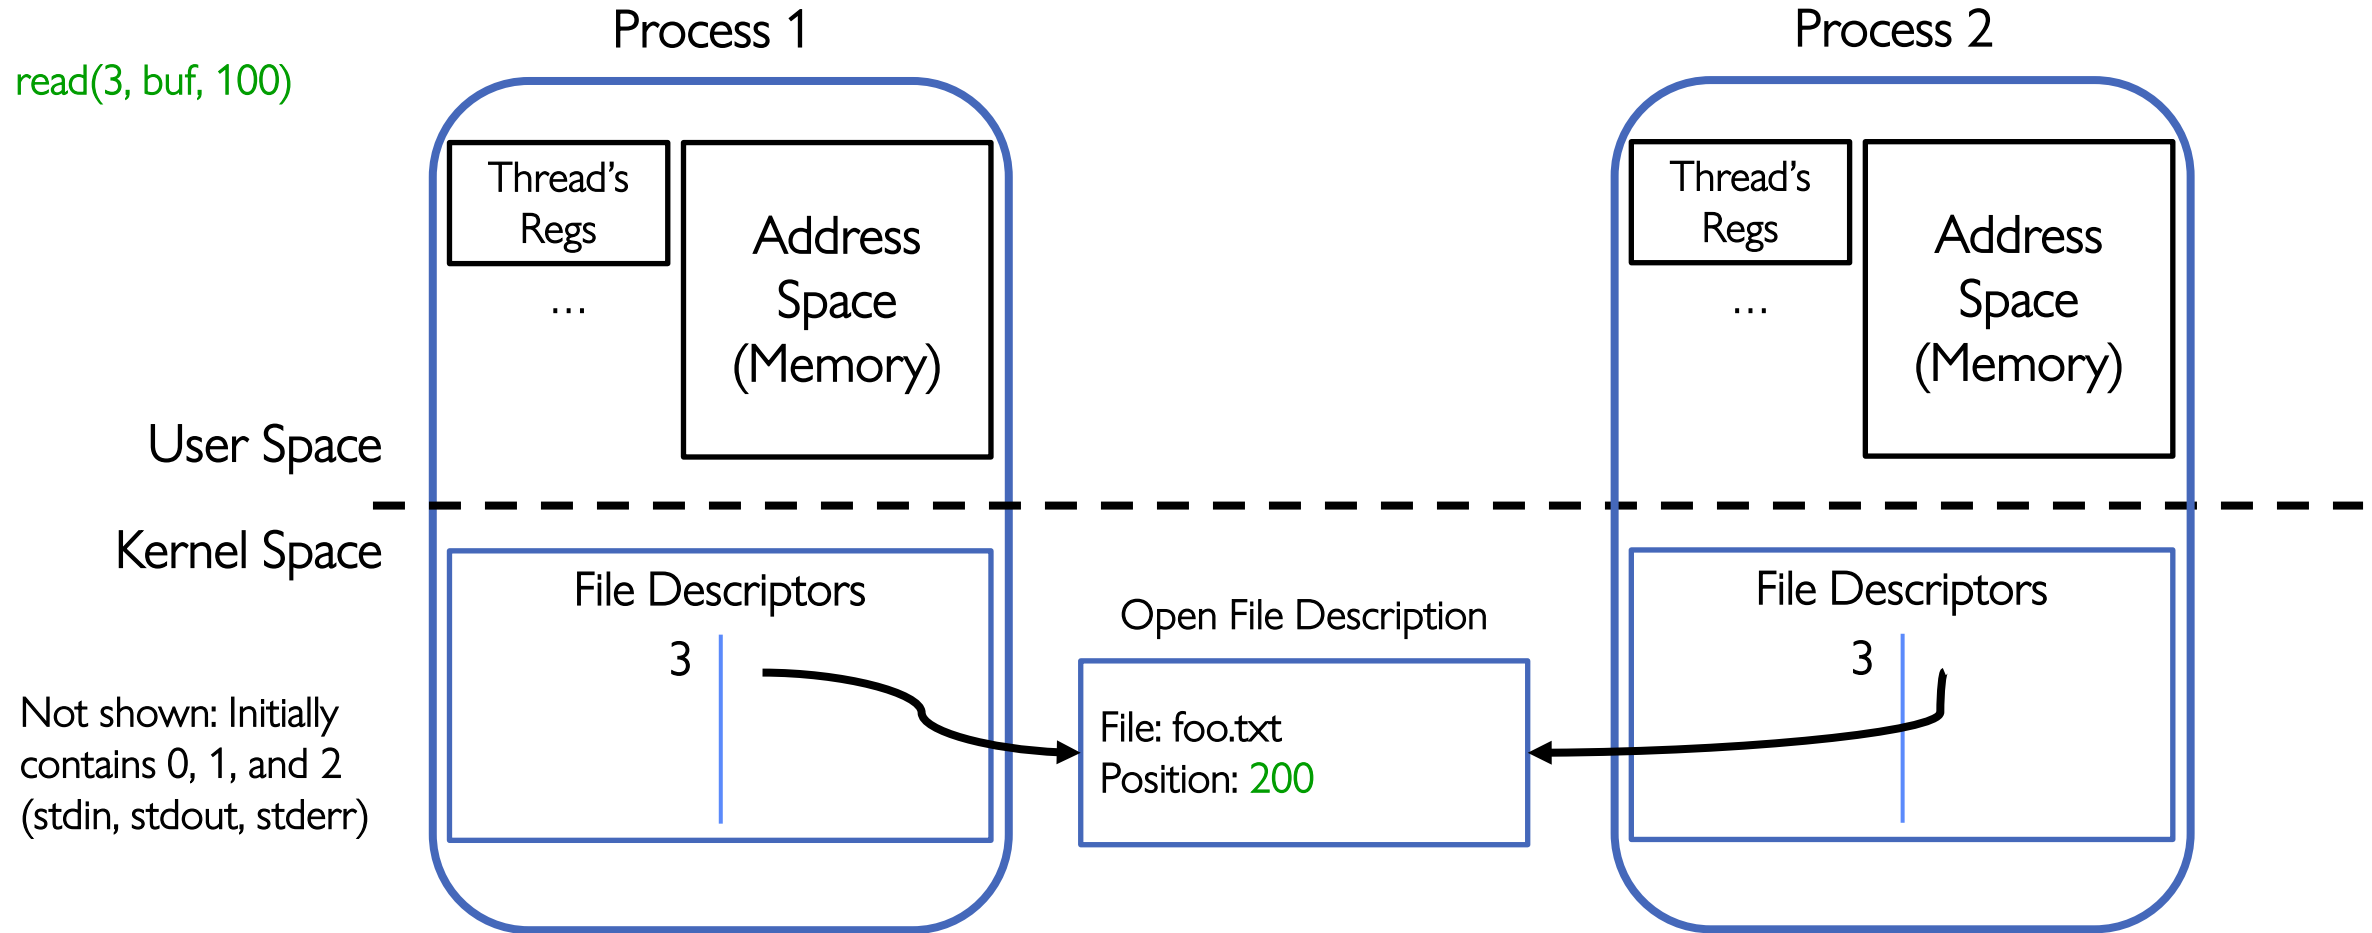 Process 1
Process 2
read(3, buf, 100)
Thread's
Regs
...
Address
Space
(Memory)
Thread's
Regs
...
Address
Space
(Memory)
User Space
Kernel Space
File Descriptors
3
Open File Description
File: foo.txt
Position: 200
File Descriptors
3
Not shown: Initially
contains 0, 1, and 2
(stdin, stdout, stderr)